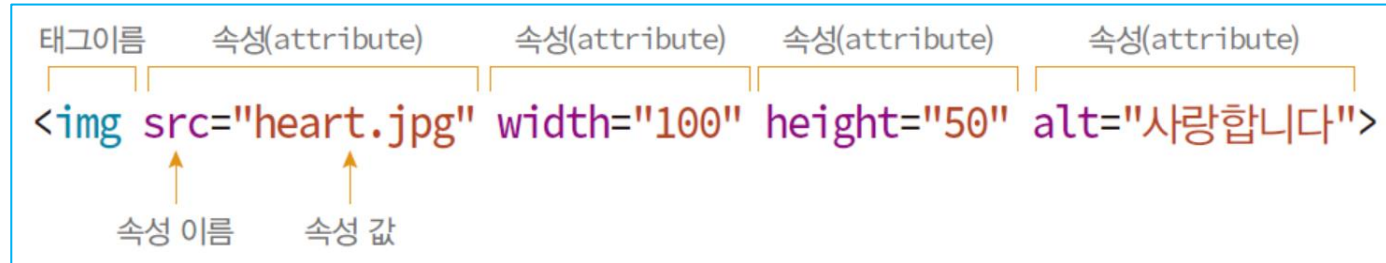 태그이름 속성(attribute) 속성(attribute) 속성(attribute) 속성(attribute)
<img src="heart.jpg" width="100" height="50" alt="사랑합니다">
속성 이름 속성 값